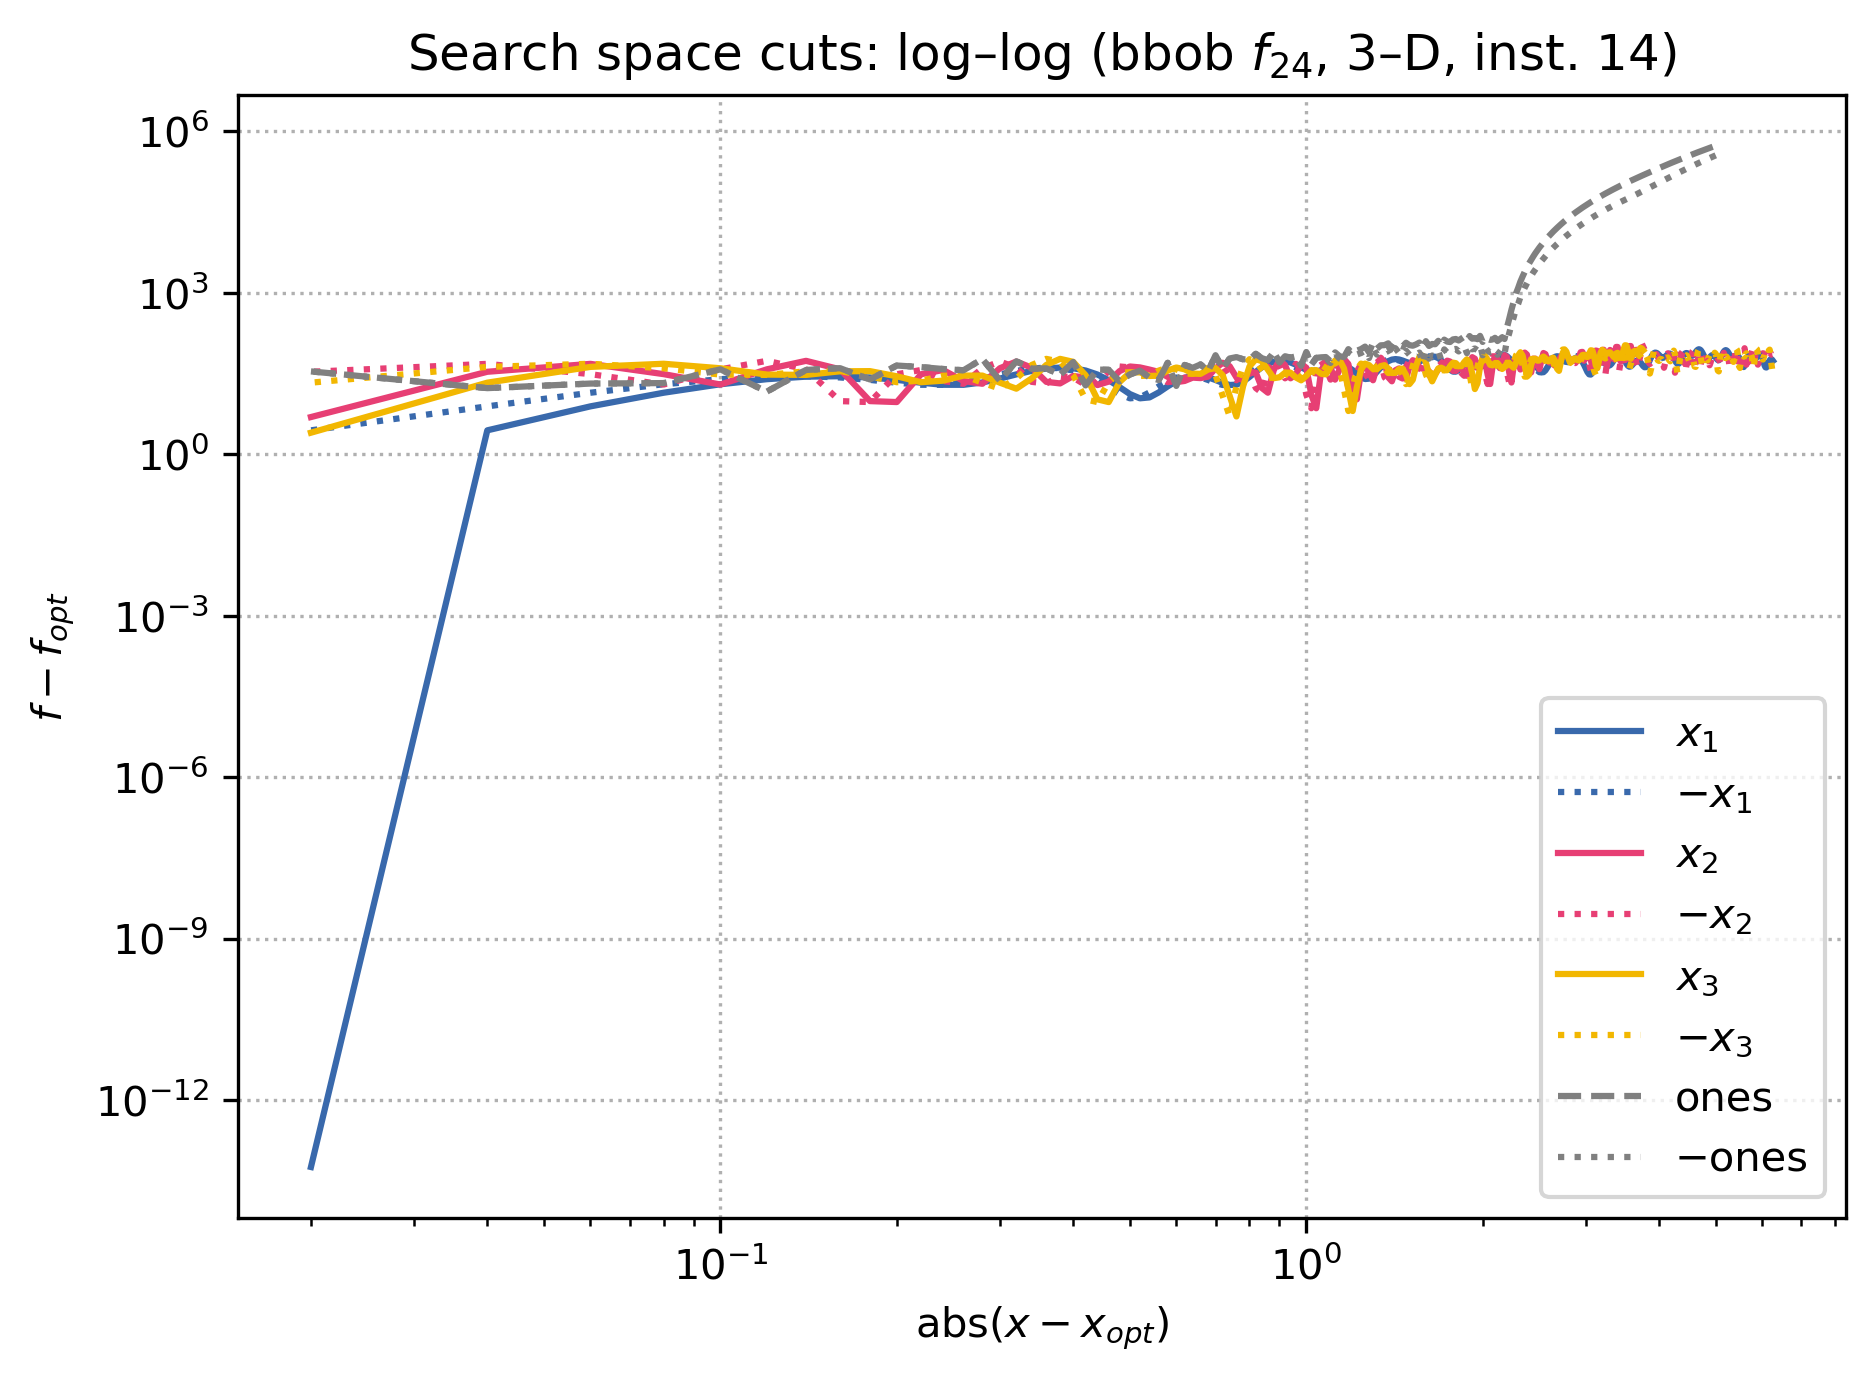 Search space cuts: log–log (bbob $f_{24}$, 3–D, inst. 14)
$10^{6}$
$10^{3}$
$10^{0}$
$10^{-3}$
$10^{-6}$
$10^{-9}$
$10^{-12}$
$f - f_{opt}$
$x_1$
$-x_1$
$x_2$
$-x_2$
$x_3$
$-x_3$
ones
−ones
$10^{-1}$ $10^{0}$
abs($x - x_{opt}$)